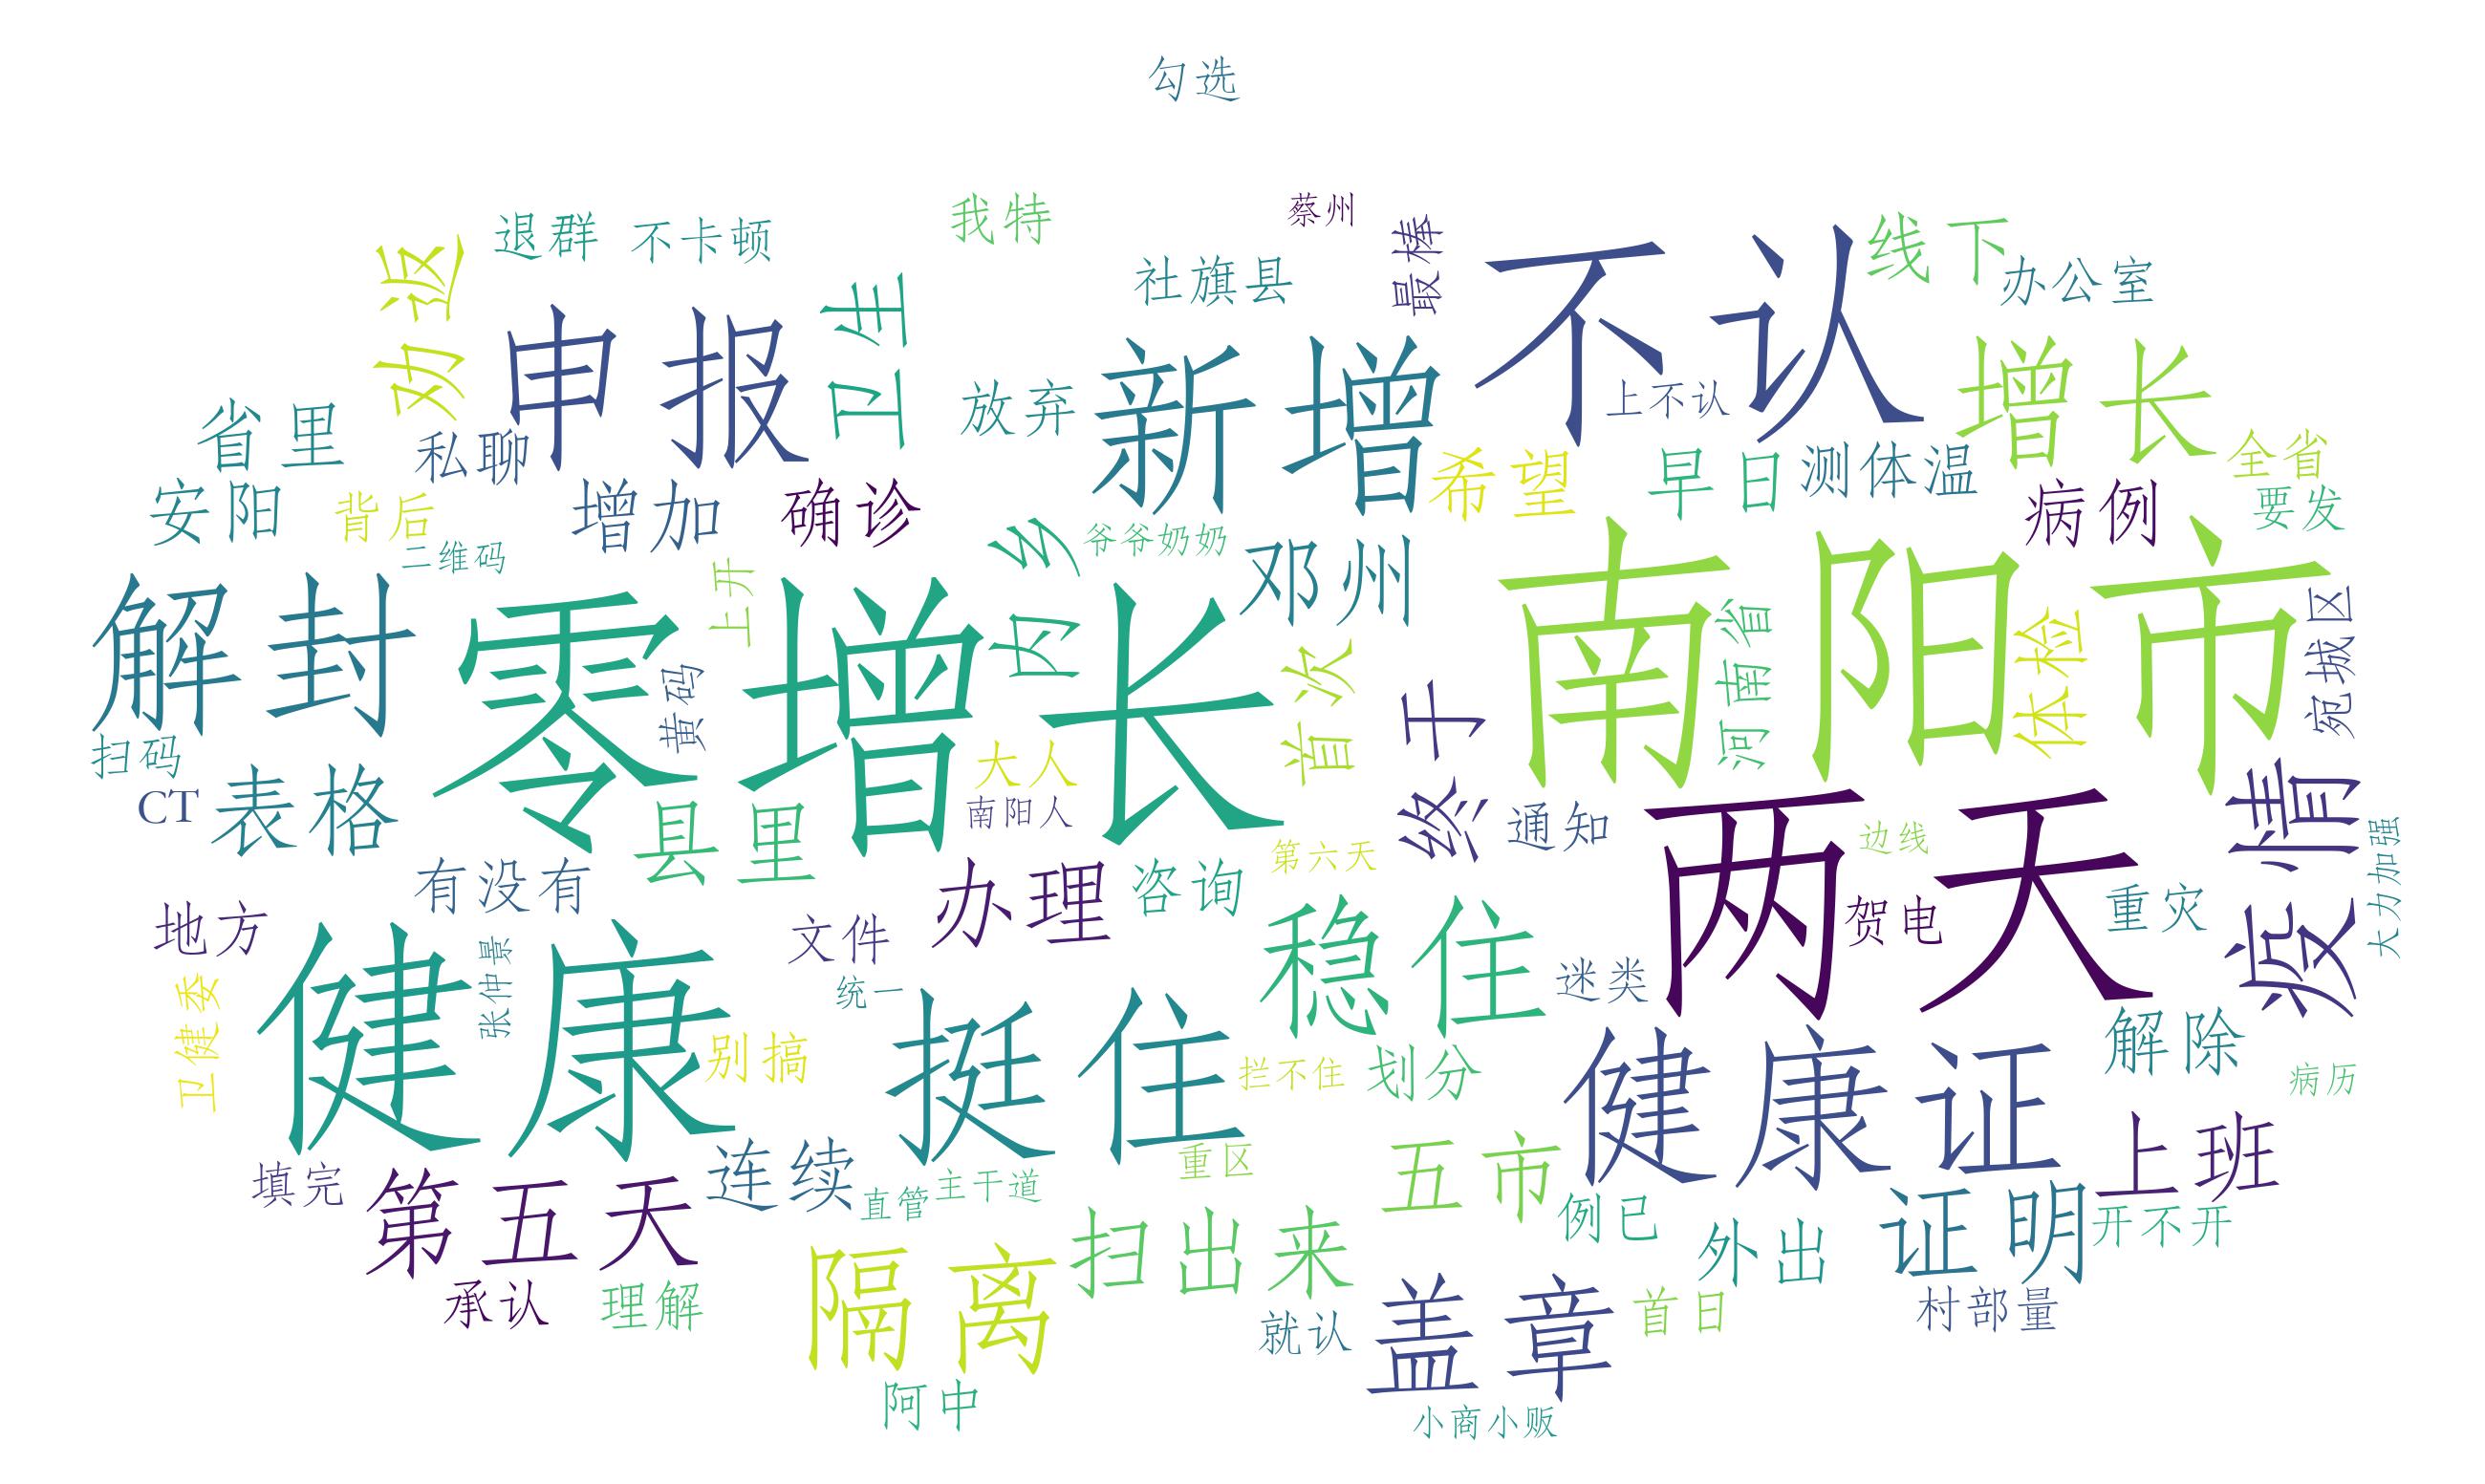 勾选
我特
蔡州
退群
不卡顿
社旗县
最棒
线下
办公室
郊返
申报
卫生
新增
不认
上不认
增长
省里
私聊
放弃
希望
早日
测体温
全省
安阳
背后
增加
确诊
病例
要发
二维码
爷爷奶奶
邓州
解封
零增长
上升
南阳市
河南省
体检
宛城区
黄码
扫码
大人
终于
CT
表格
南阳人
通知
两天
边线
疫情
大力加强
县里
第六天
有没有
办理
咨询
地方
文件
稳住
贺电
重灾
健康
张仲景
统一
迷类
卫健委
别搞
挺住
拦不住
划分
健康证
解除
病历
填完
第五天
连续
直管
主干道
重区
五市
上班
例已
证明
开不开
扫出来
外出
承认
理解
隔离
就认
盖章
首日
村部量
阿中
小商小贩